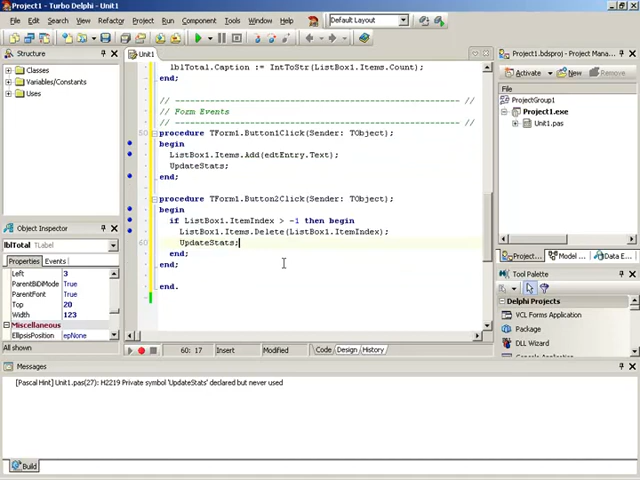 Project1 - Turbo Delphi - Unit1
File Edit Search View Refactor Project Run Component Tools Window Help
Default Layout
Structure
Classes
Variables/Constants
Uses
Object Inspector
lblTotal TLabel
Properties Events
Left 3
ParentBiDiMode True
ParentFont True
Top 20
Width 123
Miscellaneous
EllipsisPosition epNone
All shown
Unit1
lblTotal.Caption := IntToStr(ListBox1.Items.Count);
end;
// ---------------------------------------------------------- //
// Form Events
// ---------------------------------------------------------- //
50 procedure TForm1.Button1Click(Sender: TObject);
begin
ListBox1.Items.Add(edtEntry.Text);
UpdateStats;
end;
procedure TForm1.Button2Click(Sender: TObject);
begin
if ListBox1.ItemIndex > -1 then begin
ListBox1.Items.Delete(ListBox1.ItemIndex);
60 UpdateStats;
end;
end;
end.
60: 17 Insert Modified Code Design History
Project1.bdsproj - Project Mana...
Activate New Remove
File
ProjectGroup1
Project1.exe
Unit1.pas
Project... Model ... Data E...
Tool Palette
Delphi Projects
VCL Forms Application
Package
DLL Wizard
Console Application
Messages
[Pascal Hint] Unit1.pas(27): H2219 Private symbol 'UpdateStats' declared but never used
Build